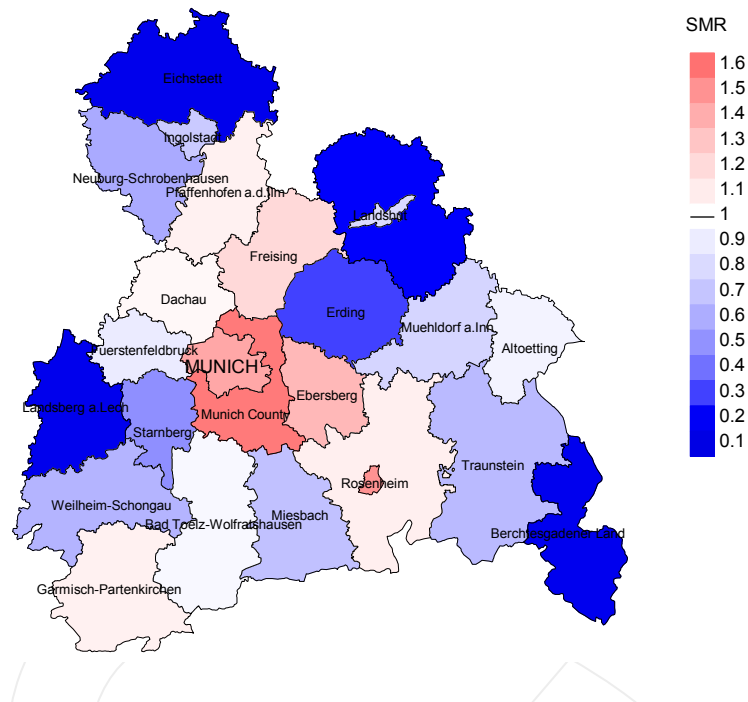 SMR
1.6
1.5
1.4
1.3
1.2
1.1
1
0.9
0.8
0.7
0.6
0.5
0.4
0.3
0.2
0.1
Eichstaett
Ingolstadt
Neuburg-Schrobenhausen
Pfaffenhofen a.d.Ilm
Landshut
Freising
Dachau
Erding
Muehldorf a.Inn
Altoetting
Fuerstenfeldbruck
MUNICH
Ebersberg
Landsberg a.Lech
Munich County
Starnberg
Traunstein
Rosenheim
Weilheim-Schongau
Miesbach
Bad Toelz-Wolfratshausen
Berchtesgadener Land
Garmisch-Partenkirchen